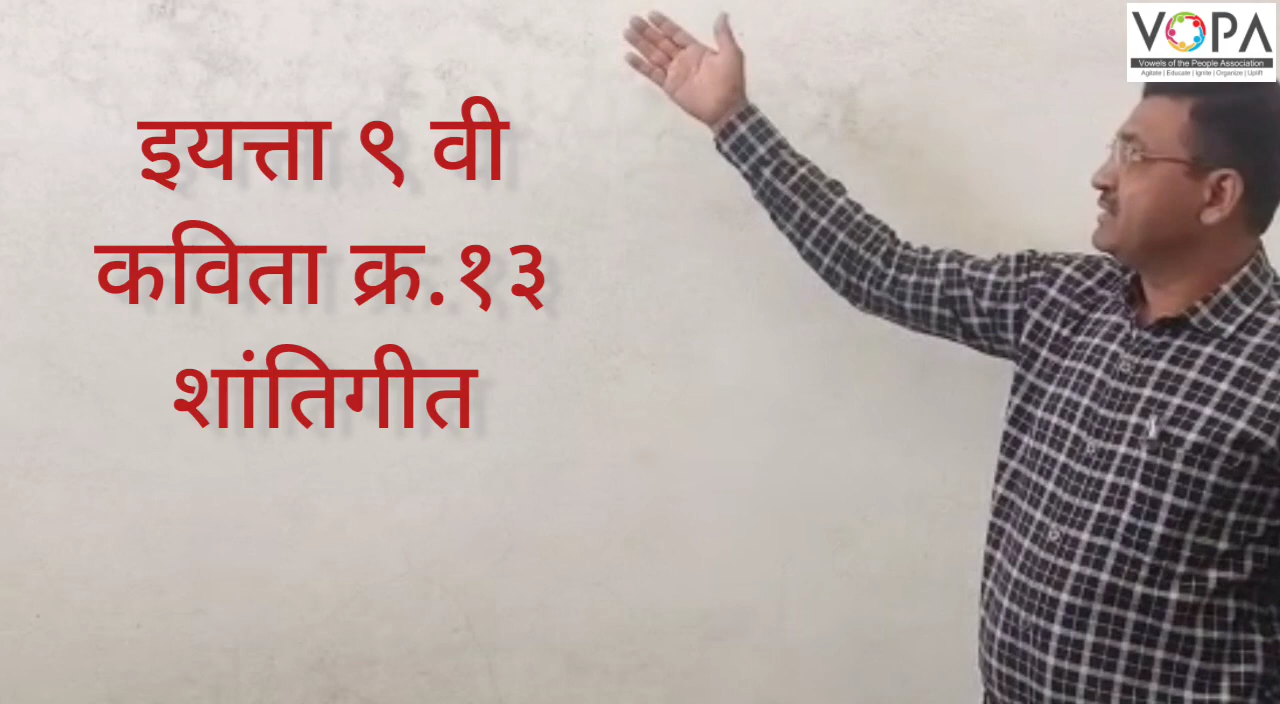 VOPA
Vowels of the People Association
Agitate | Educate | Ignite | Organize | Uplift
इयत्ता ९ वी
कविता क्र.१३
शांतिगीत